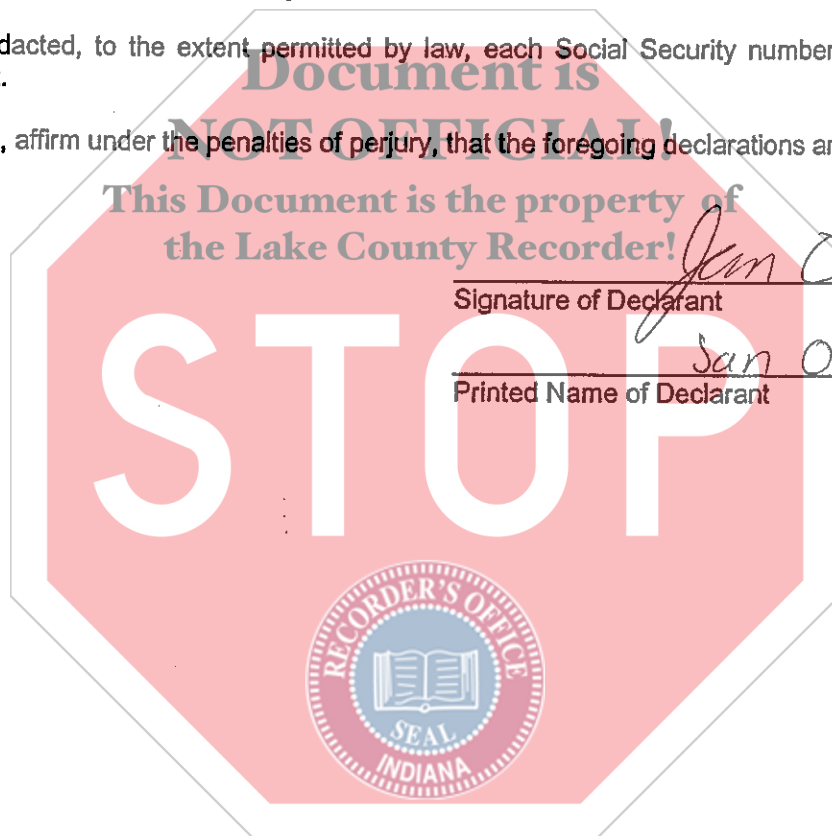 dacted, to the extent permitted by law, each Social Security number
Document is
, affirm under the penalties of perjury, that the foregoing declarations ar
NOT OFFICIAL!
This Document is the property of
the Lake County Recorder!
Signature of Declarant
San O
Printed Name of Declarant
STOP
RECORDER'S OFFICE
SEAL
INDIANA